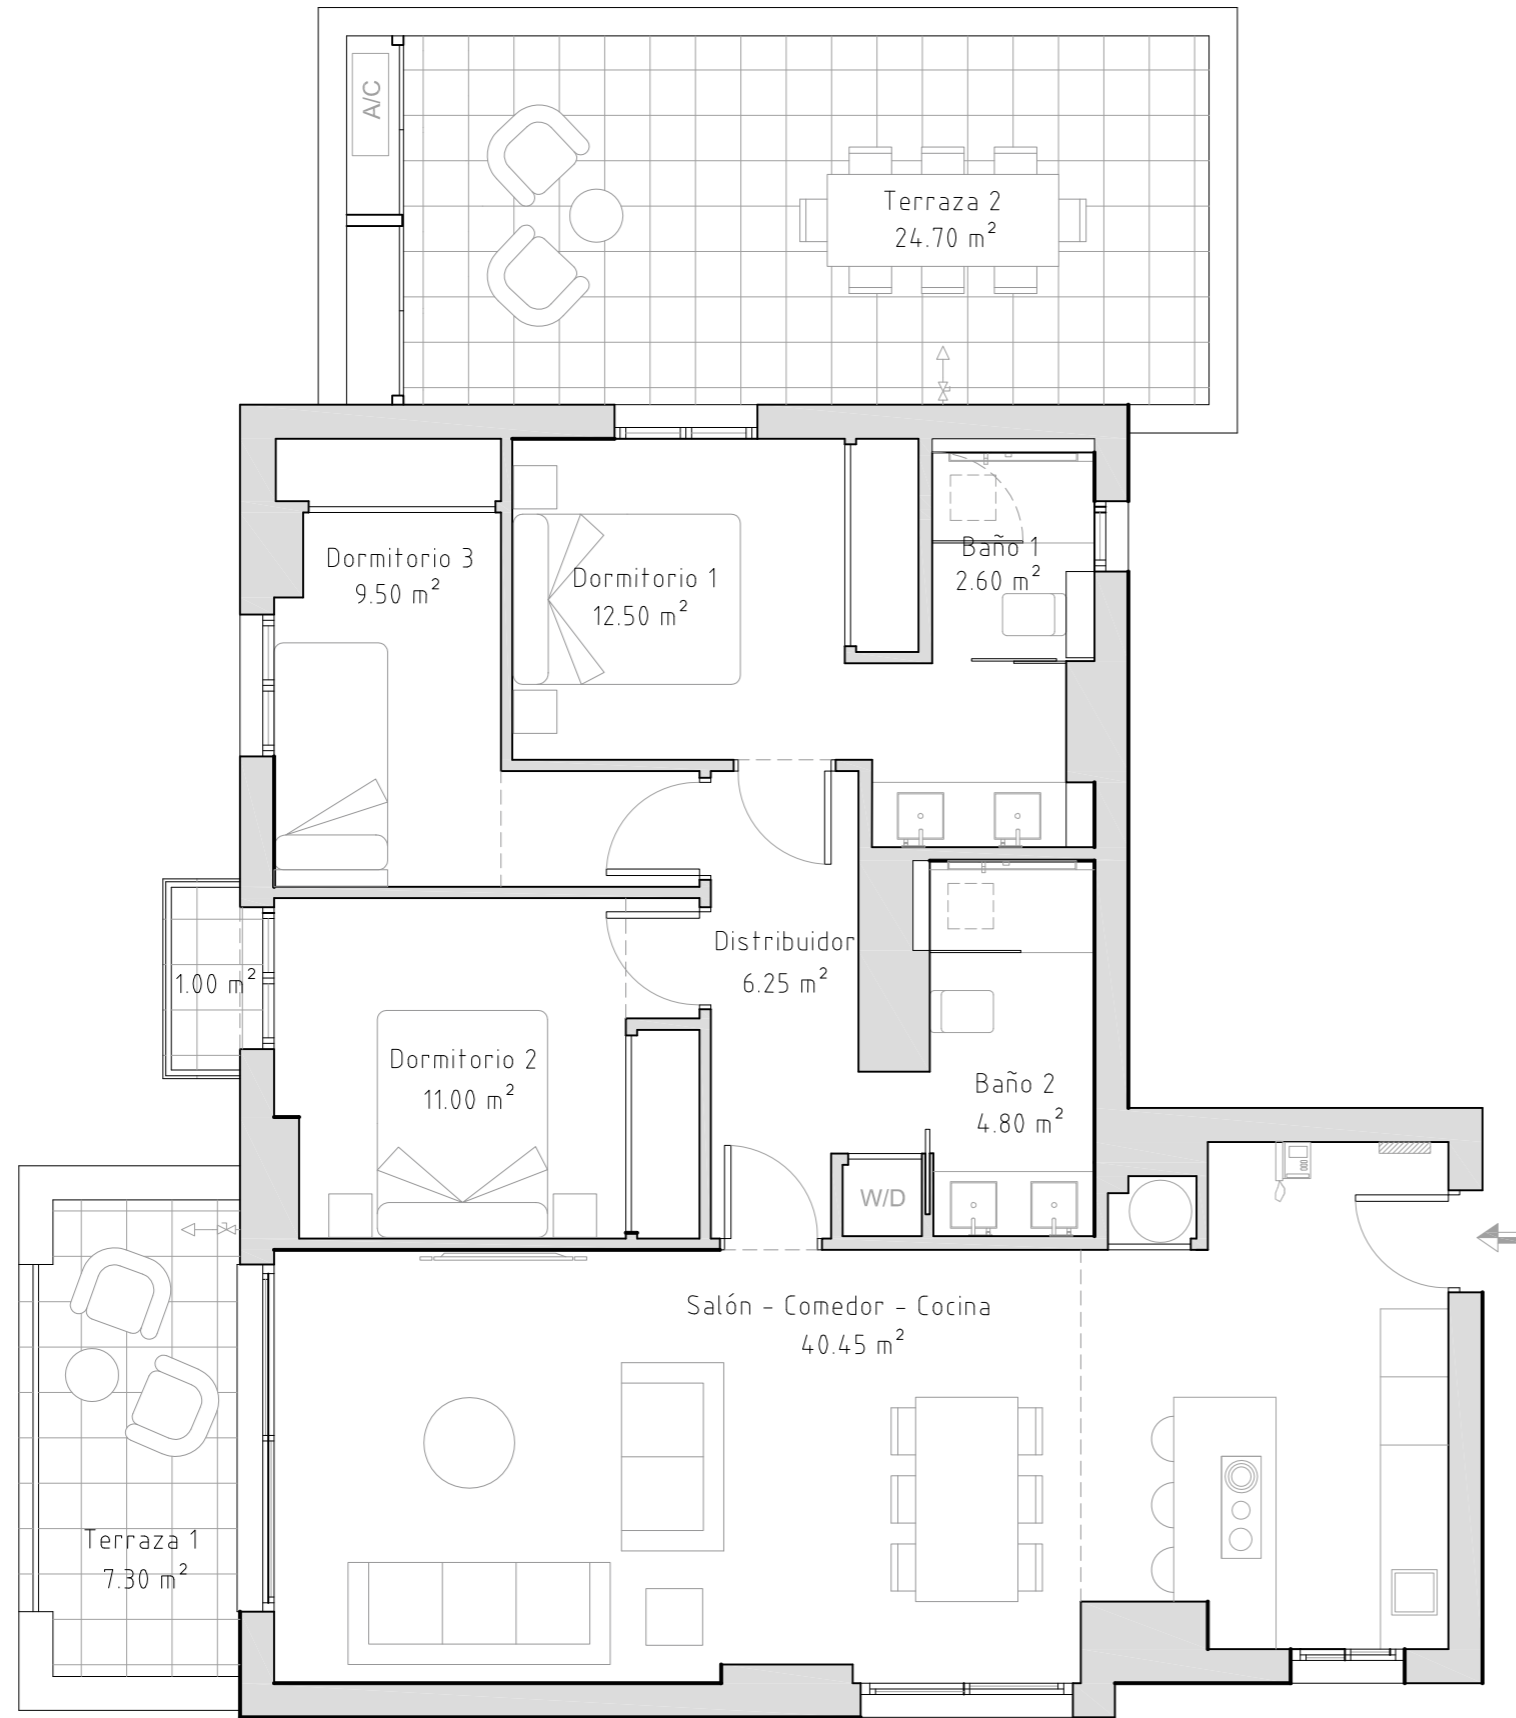 A/C
Terraza 2
24.70 m²
Dormitorio 3
9.50 m²
Dormitorio 1
12.50 m²
Baño 1
2.60 m²
Distribuidor
6.25 m²
1.00 m²
Dormitorio 2
11.00 m²
Baño 2
4.80 m²
W/D
Salón - Comedor - Cocina
40.45 m²
Terraza 1
7.30 m²